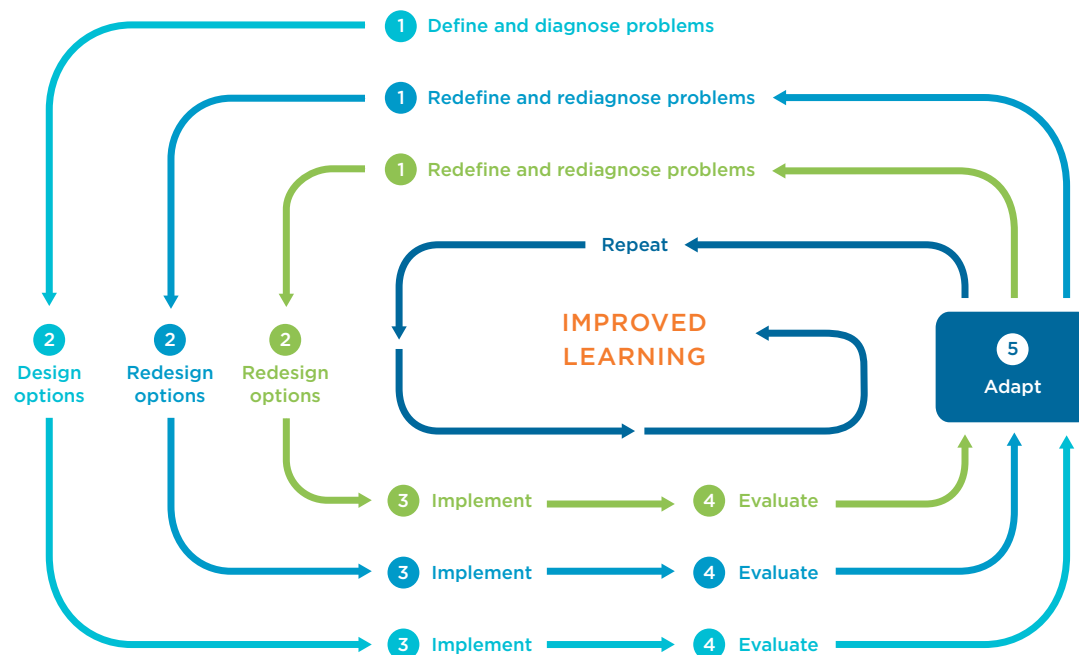 1 Define and diagnose problems
1 Redefine and rediagnose problems
1 Redefine and rediagnose problems
Repeat
IMPROVED
LEARNING
2
Design
options
2
Redesign
options
2
Redesign
options
5
Adapt
3 Implement
4 Evaluate
3 Implement
4 Evaluate
3 Implement
4 Evaluate